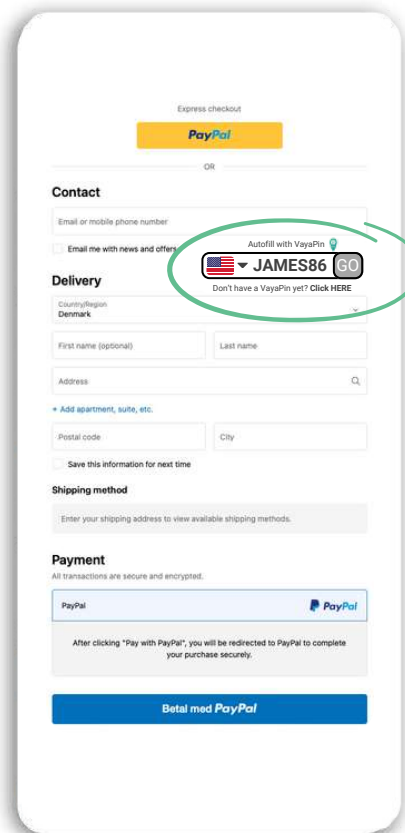 Express checkout
PayPal
OR
Contact
Email or mobile phone number
Email me with news and offers
Autofill with VayaPin
JAMES86 GO
Don't have a VayaPin yet? Click HERE
Delivery
Country/Region
Denmark
First name (optional) Last name
Address
+ Add apartment, suite, etc.
Postal code City
Save this information for next time
Shipping method
Enter your shipping address to view available shipping methods.
Payment
All transactions are secure and encrypted.
PayPal PayPal
After clicking "Pay with PayPal", you will be redirected to PayPal to complete
your purchase securely.
Betal med PayPal